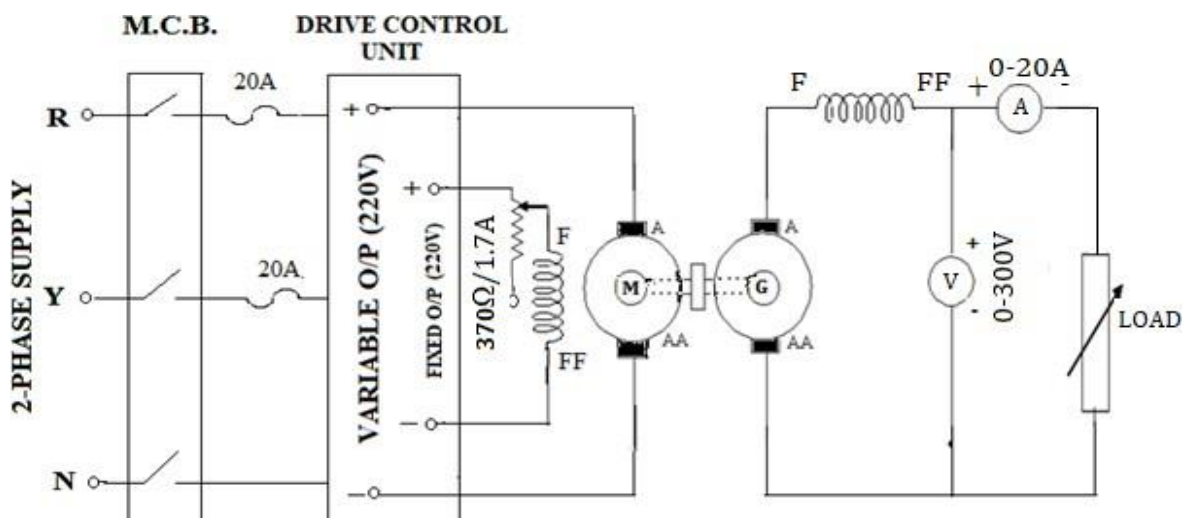 M.C.B.
DRIVE CONTROL
UNIT
20A
R
20A
Y
N
2-PHASE SUPPLY
+
VARIABLE O/P (220V)
−
+
FIXED O/P (220V)
−
370Ω/1.7A
F
FF
A
M
AA
A
G
AA
F
FF
0-20A
+
-
A
+
V
-
0-300V
LOAD